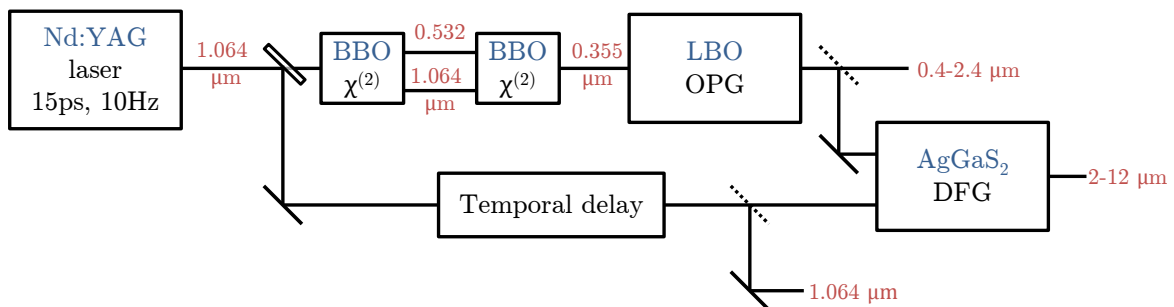 Nd:YAG
laser
15ps, 10Hz
1.064
μm
BBO
χ(2)
0.532
1.064
μm
BBO
χ(2)
0.355
μm
LBO
OPG
0.4-2.4 μm
AgGaS2
DFG
2-12 μm
Temporal delay
1.064 μm